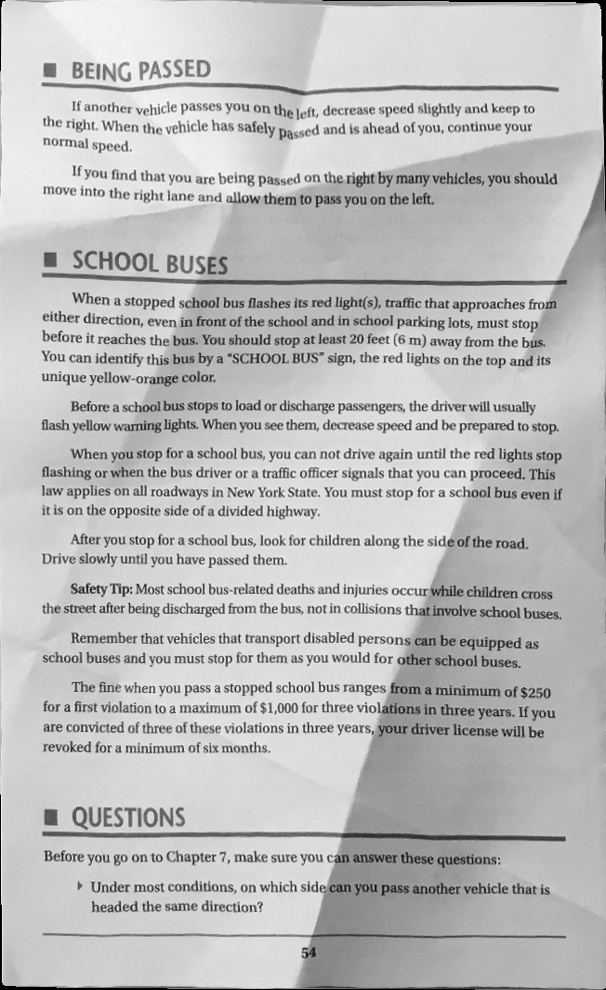 ■ BEING PASSED
If another vehicle passes you on the left, decrease speed slightly and keep to
the right. When the vehicle has safely passed and is ahead of you, continue your
normal speed.
If you find that you are being passed on the right by many vehicles, you should
move into the right lane and allow them to pass you on the left.
■ SCHOOL BUSES
When a stopped school bus flashes its red light(s), traffic that approaches from
either direction, even in front of the school and in school parking lots, must stop
before it reaches the bus. You should stop at least 20 feet (6 m) away from the bus.
You can identify this bus by a “SCHOOL BUS” sign, the red lights on the top and its
unique yellow-orange color.
Before a school bus stops to load or discharge passengers, the driver will usually
flash yellow warning lights. When you see them, decrease speed and be prepared to stop.
When you stop for a school bus, you can not drive again until the red lights stop
flashing or when the bus driver or a traffic officer signals that you can proceed. This
law applies on all roadways in New York State. You must stop for a school bus even if
it is on the opposite side of a divided highway.
After you stop for a school bus, look for children along the side of the road.
Drive slowly until you have passed them.
Safety Tip: Most school bus-related deaths and injuries occur while children cross
the street after being discharged from the bus, not in collisions that involve school buses.
Remember that vehicles that transport disabled persons can be equipped as
school buses and you must stop for them as you would for other school buses.
The fine when you pass a stopped school bus ranges from a minimum of $250
for a first violation to a maximum of $1,000 for three violations in three years. If you
are convicted of three of these violations in three years, your driver license will be
revoked for a minimum of six months.
■ QUESTIONS
Before you go on to Chapter 7, make sure you can answer these questions:
▸ Under most conditions, on which side can you pass another vehicle that is
headed the same direction?
54